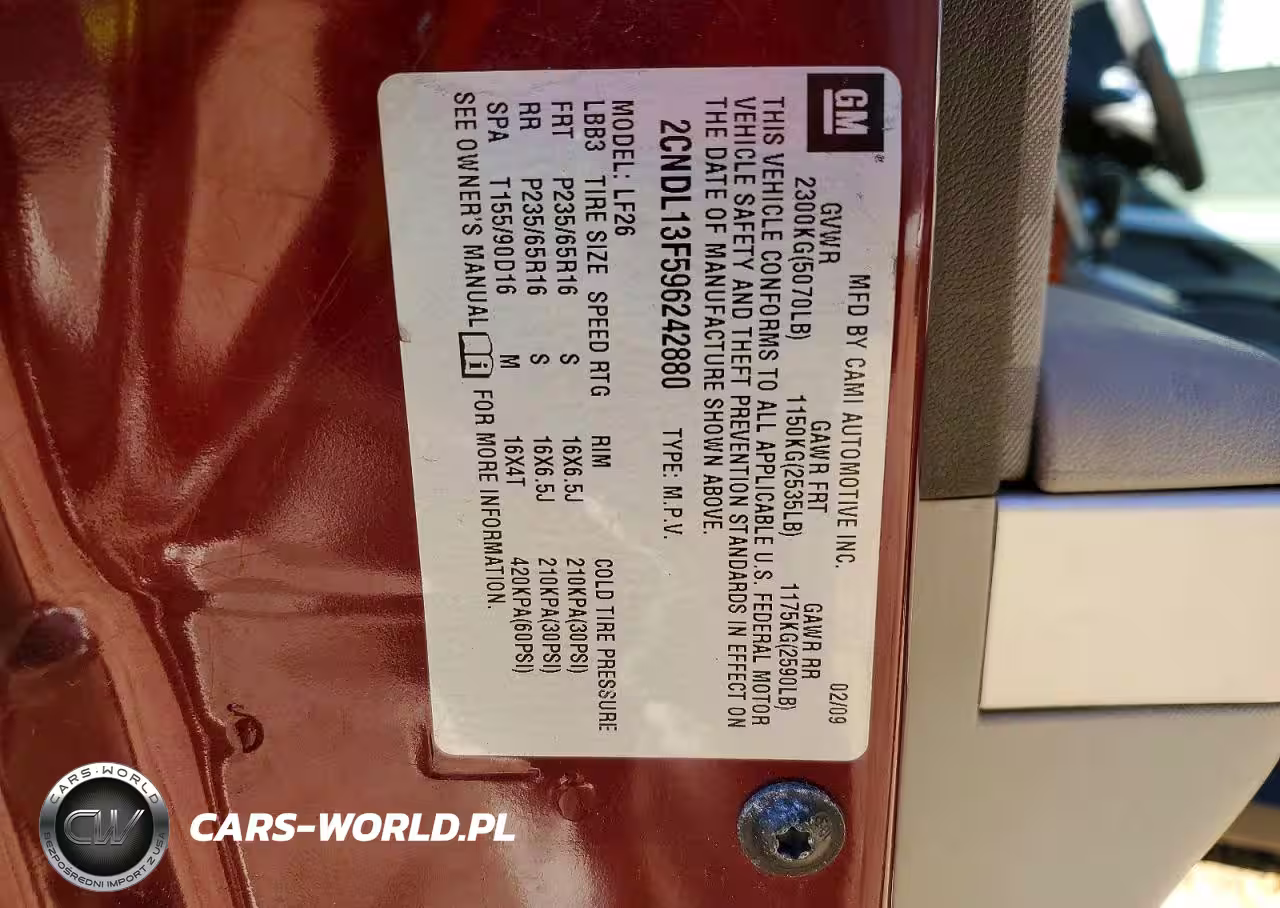 GM
MFD BY CAMI AUTOMOTIVE INC. 02/09
GVWR GAWR FRT GAWR RR
2300KG(5070LB) 1150KG(2535LB) 1175KG(2590LB)
THIS VEHICLE CONFORMS TO ALL APPLICABLE U.S. FEDERAL MOTOR
VEHICLE SAFETY AND THEFT PREVENTION STANDARDS IN EFFECT ON
THE DATE OF MANUFACTURE SHOWN ABOVE.
2CNDL13F596242880 TYPE: M.P.V.
MODEL: LF26
LBB3 TIRE SIZE SPEED RTG RIM COLD TIRE PRESSURE
FRT P235/65R16 S 16X6.5J 210KPA(30PSI)
RR P235/65R16 S 16X6.5J 210KPA(30PSI)
SPA T155/90D16 M 16X4T 420KPA(60PSI)
SEE OWNER'S MANUAL i FOR MORE INFORMATION.
CARS-WORLD
CW
BEZPOŚREDNI IMPORT Z USA
CARS-WORLD.PL